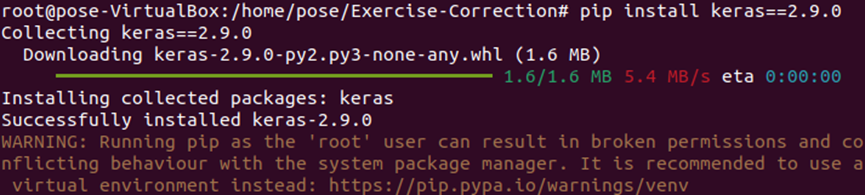 root@pose-VirtualBox:/home/pose/Exercise-Correction# pip install keras==2.9.0
Collecting keras==2.9.0
  Downloading keras-2.9.0-py2.py3-none-any.whl (1.6 MB)
1.6/1.6 MB 5.4 MB/s eta 0:00:00
Installing collected packages: keras
Successfully installed keras-2.9.0
WARNING: Running pip as the 'root' user can result in broken permissions and co
nflicting behaviour with the system package manager. It is recommended to use a
 virtual environment instead: https://pip.pypa.io/warnings/venv